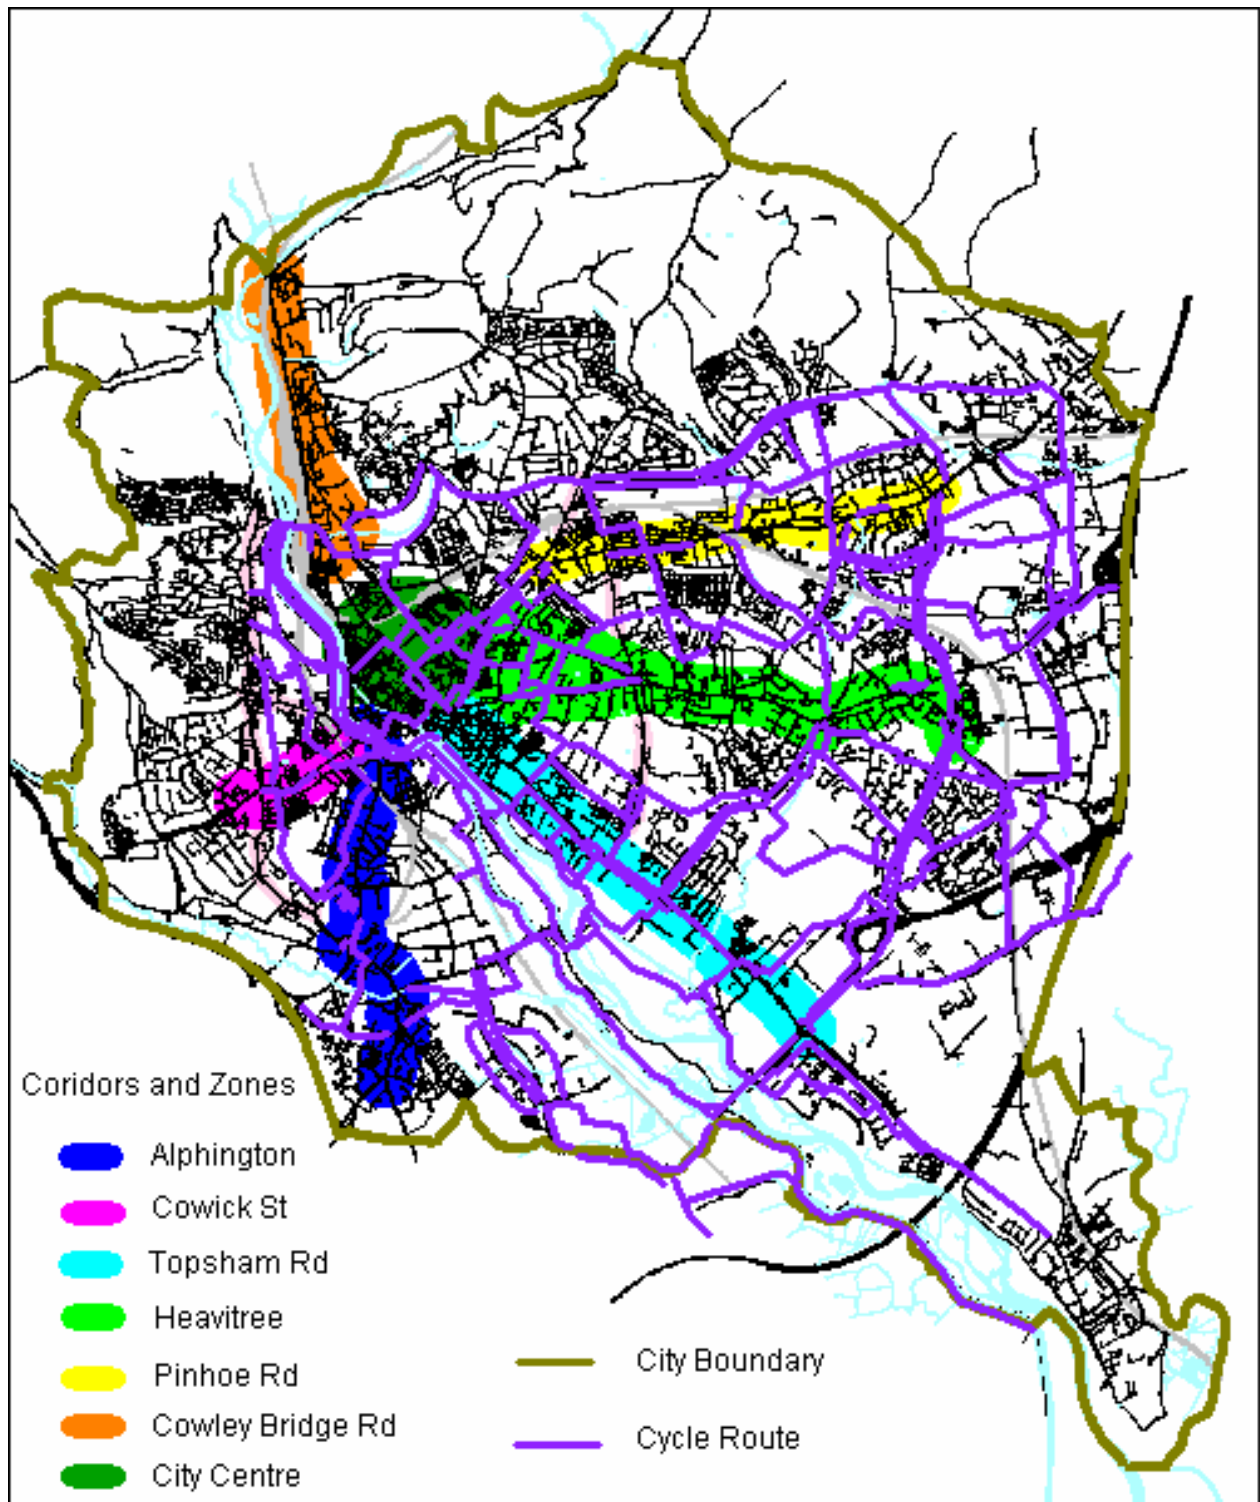 Coridors and Zones
Alphington
Cowick St
Topsham Rd
Heavitree
Pinhoe Rd
Cowley Bridge Rd
City Centre
City Boundary
Cycle Route